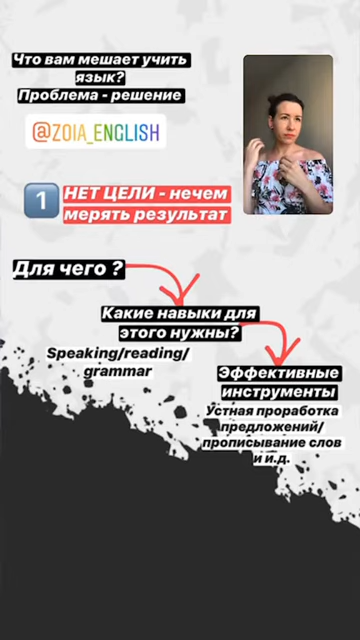 Что вам мешает учить
язык?
Проблема - решение
@ZOIA_ENGLISH
1
НЕТ ЦЕЛИ - нечем
мерять результат
Для чего ?
Какие навыки для
этого нужны?
Speaking/reading/
grammar
Эффективные
инструменты
Устная проработка
предложений/
прописывание слов
и и.д.